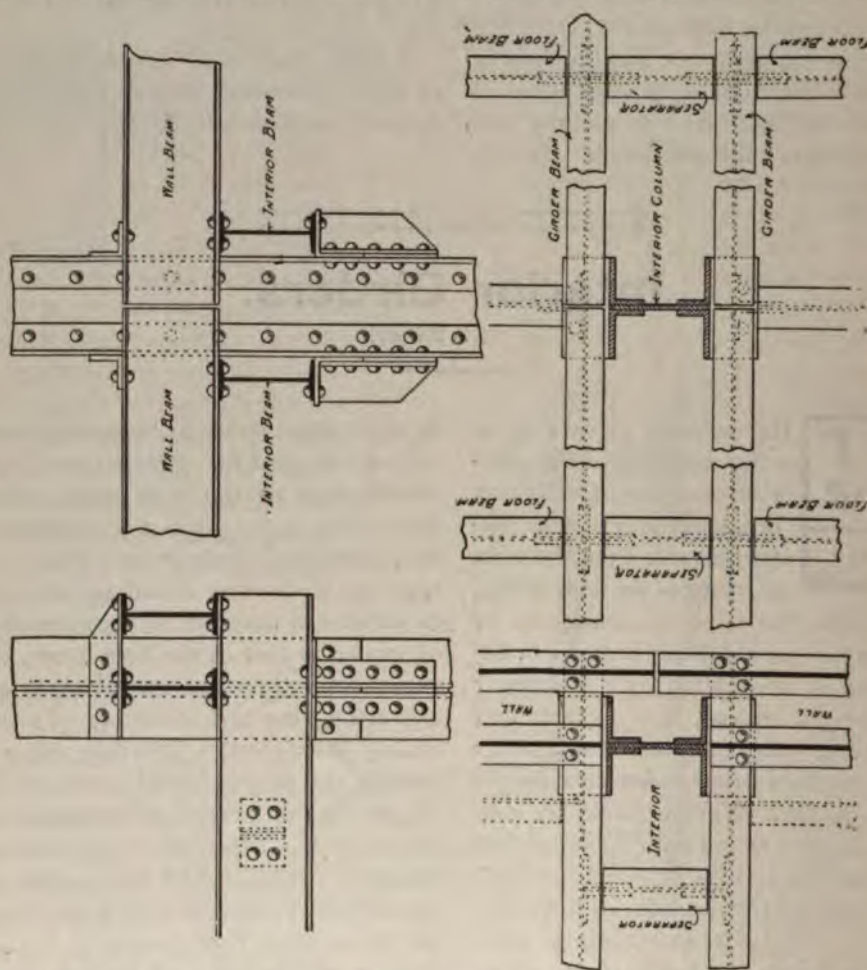 FLOOR BEAM
FLOOR BEAM
SEPARATOR
WALL BEAM
INTERIOR BEAM
GIRDER BEAM
INTERIOR COLUMN
GIRDER BEAM
WALL BEAM
INTERIOR BEAM
FLOOR BEAM
FLOOR BEAM
SEPARATOR
WALL
WALL
INTERIOR
SEPARATOR